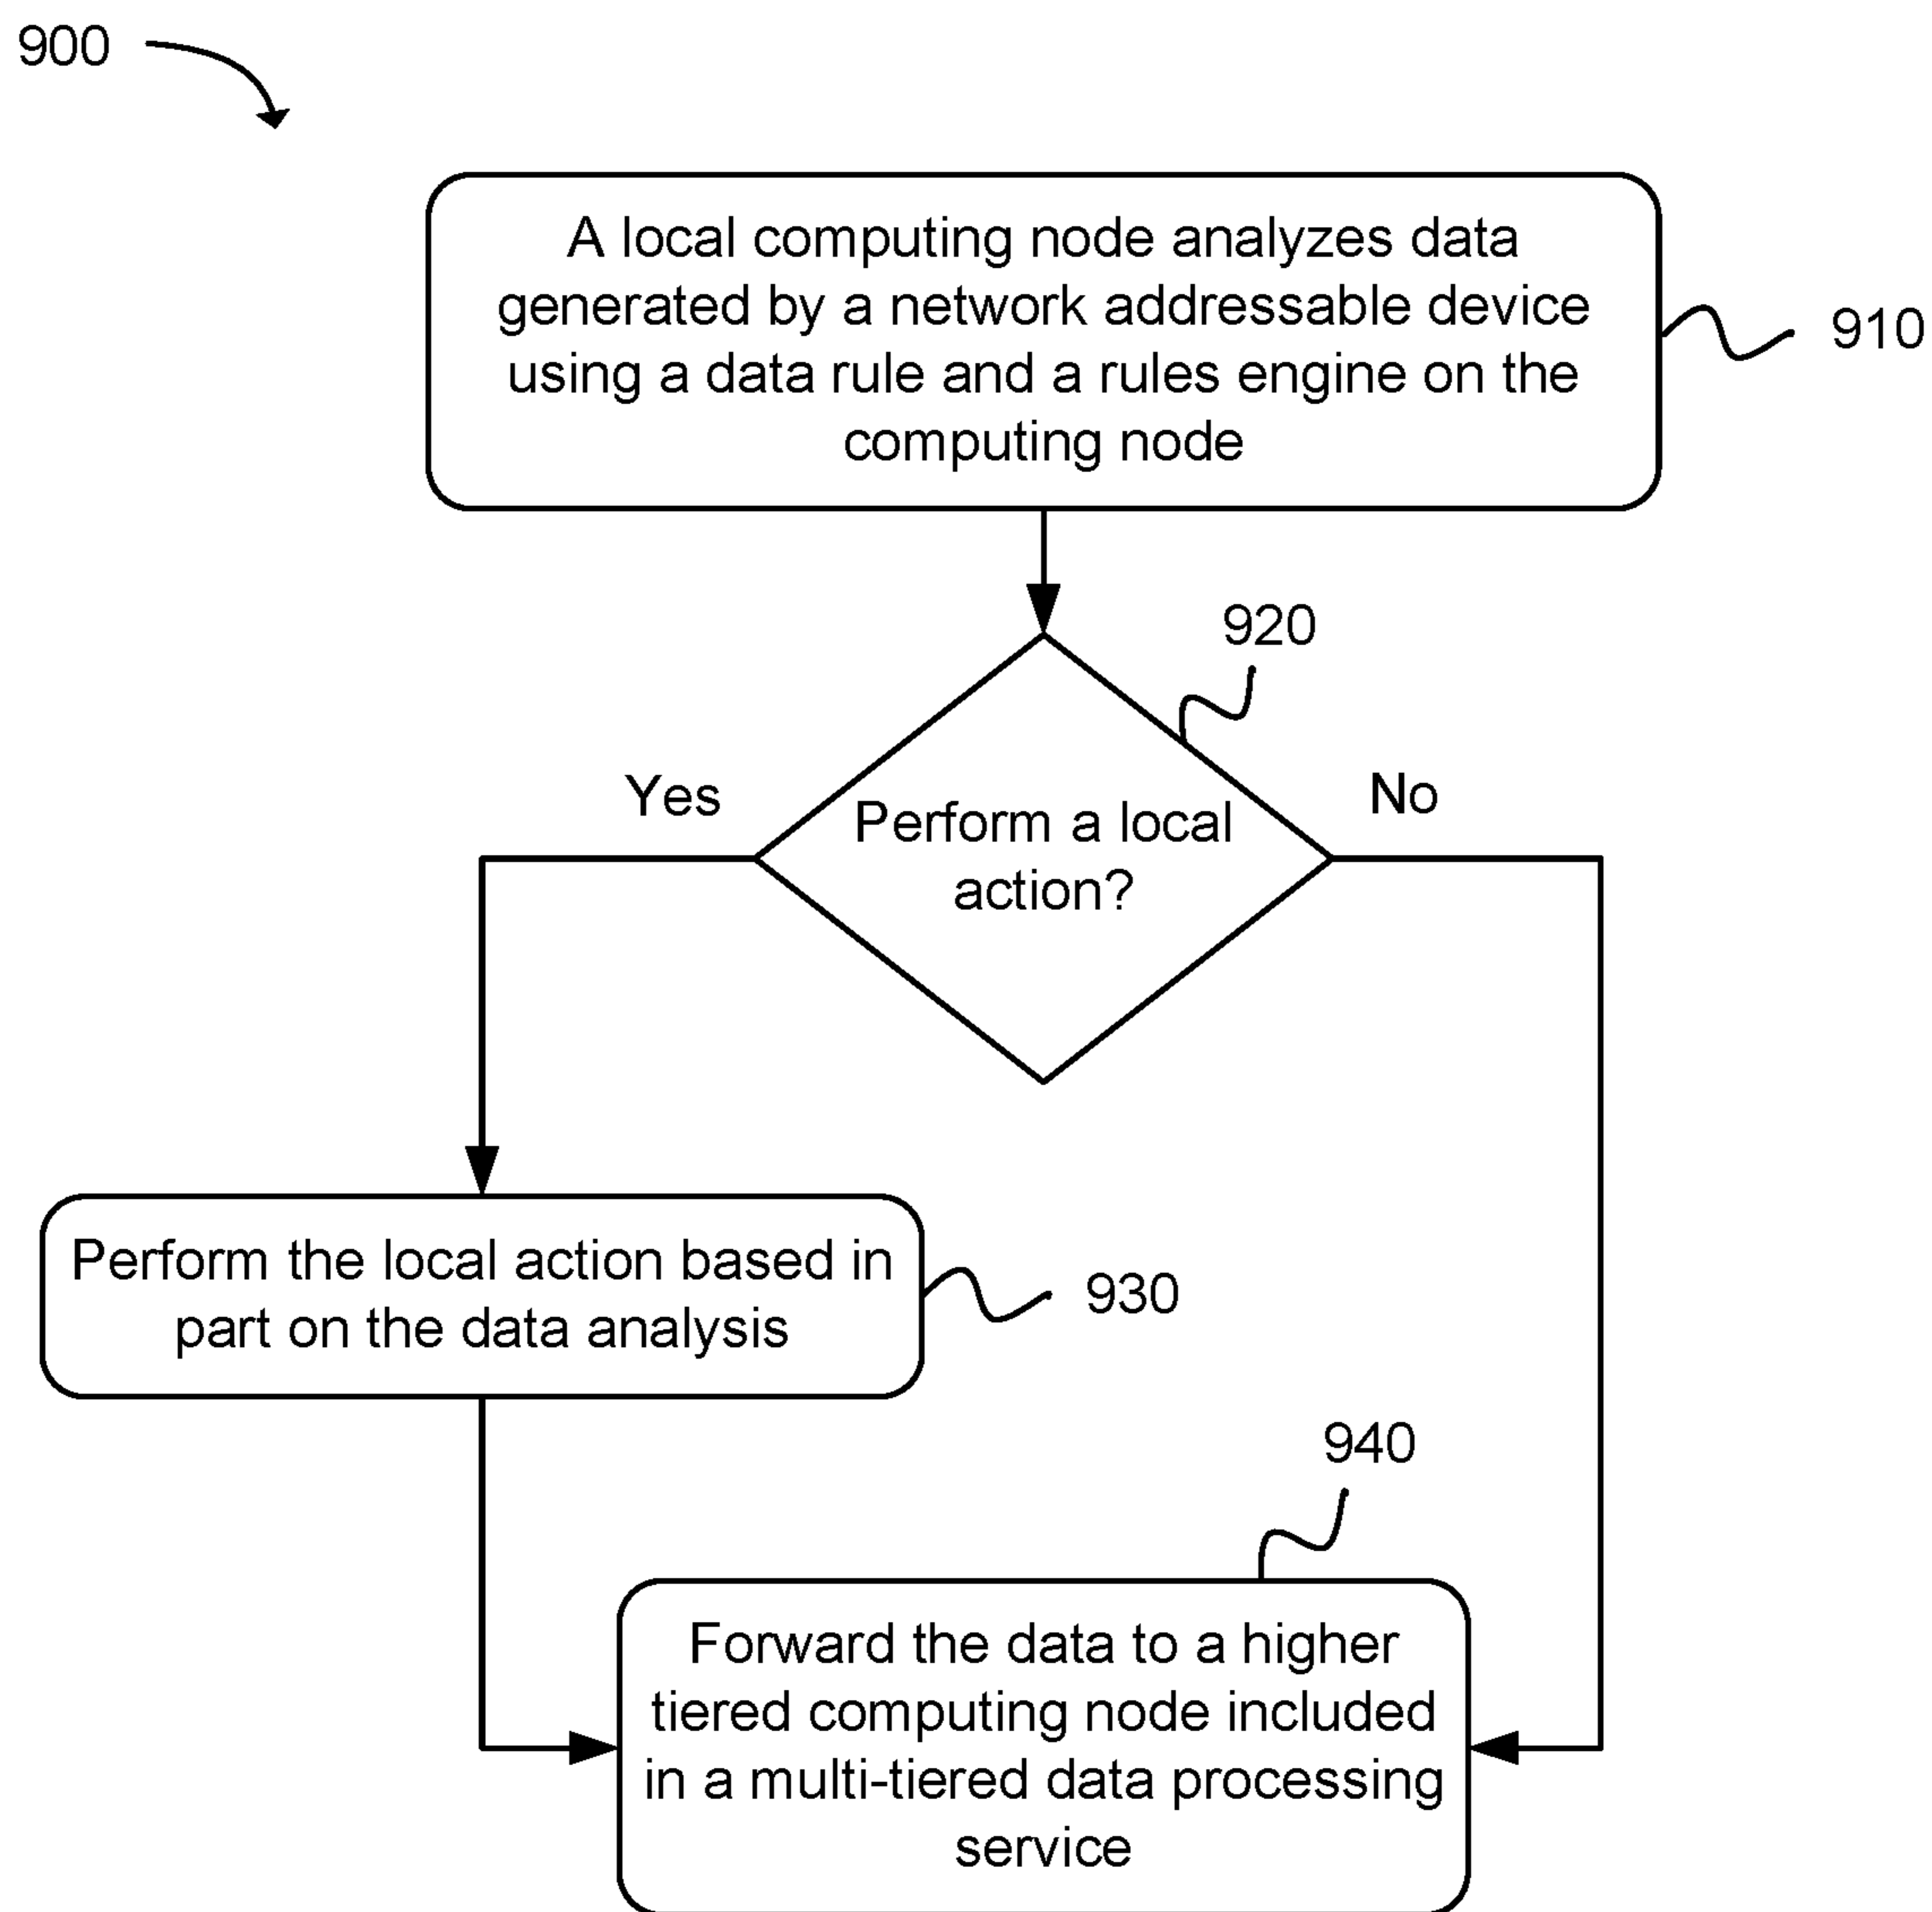 900
A local computing node analyzes data
generated by a network addressable device
using a data rule and a rules engine on the
computing node
910
920
Yes
No
Perform a local
action?
Perform the local action based in
part on the data analysis
930
940
Forward the data to a higher
tiered computing node included
in a multi-tiered data processing
service